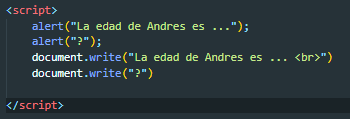 <script>
alert("La edad de Andres es ...");
alert("?");
document.write("La edad de Andres es ... <br>")
document.write("?")
</script>